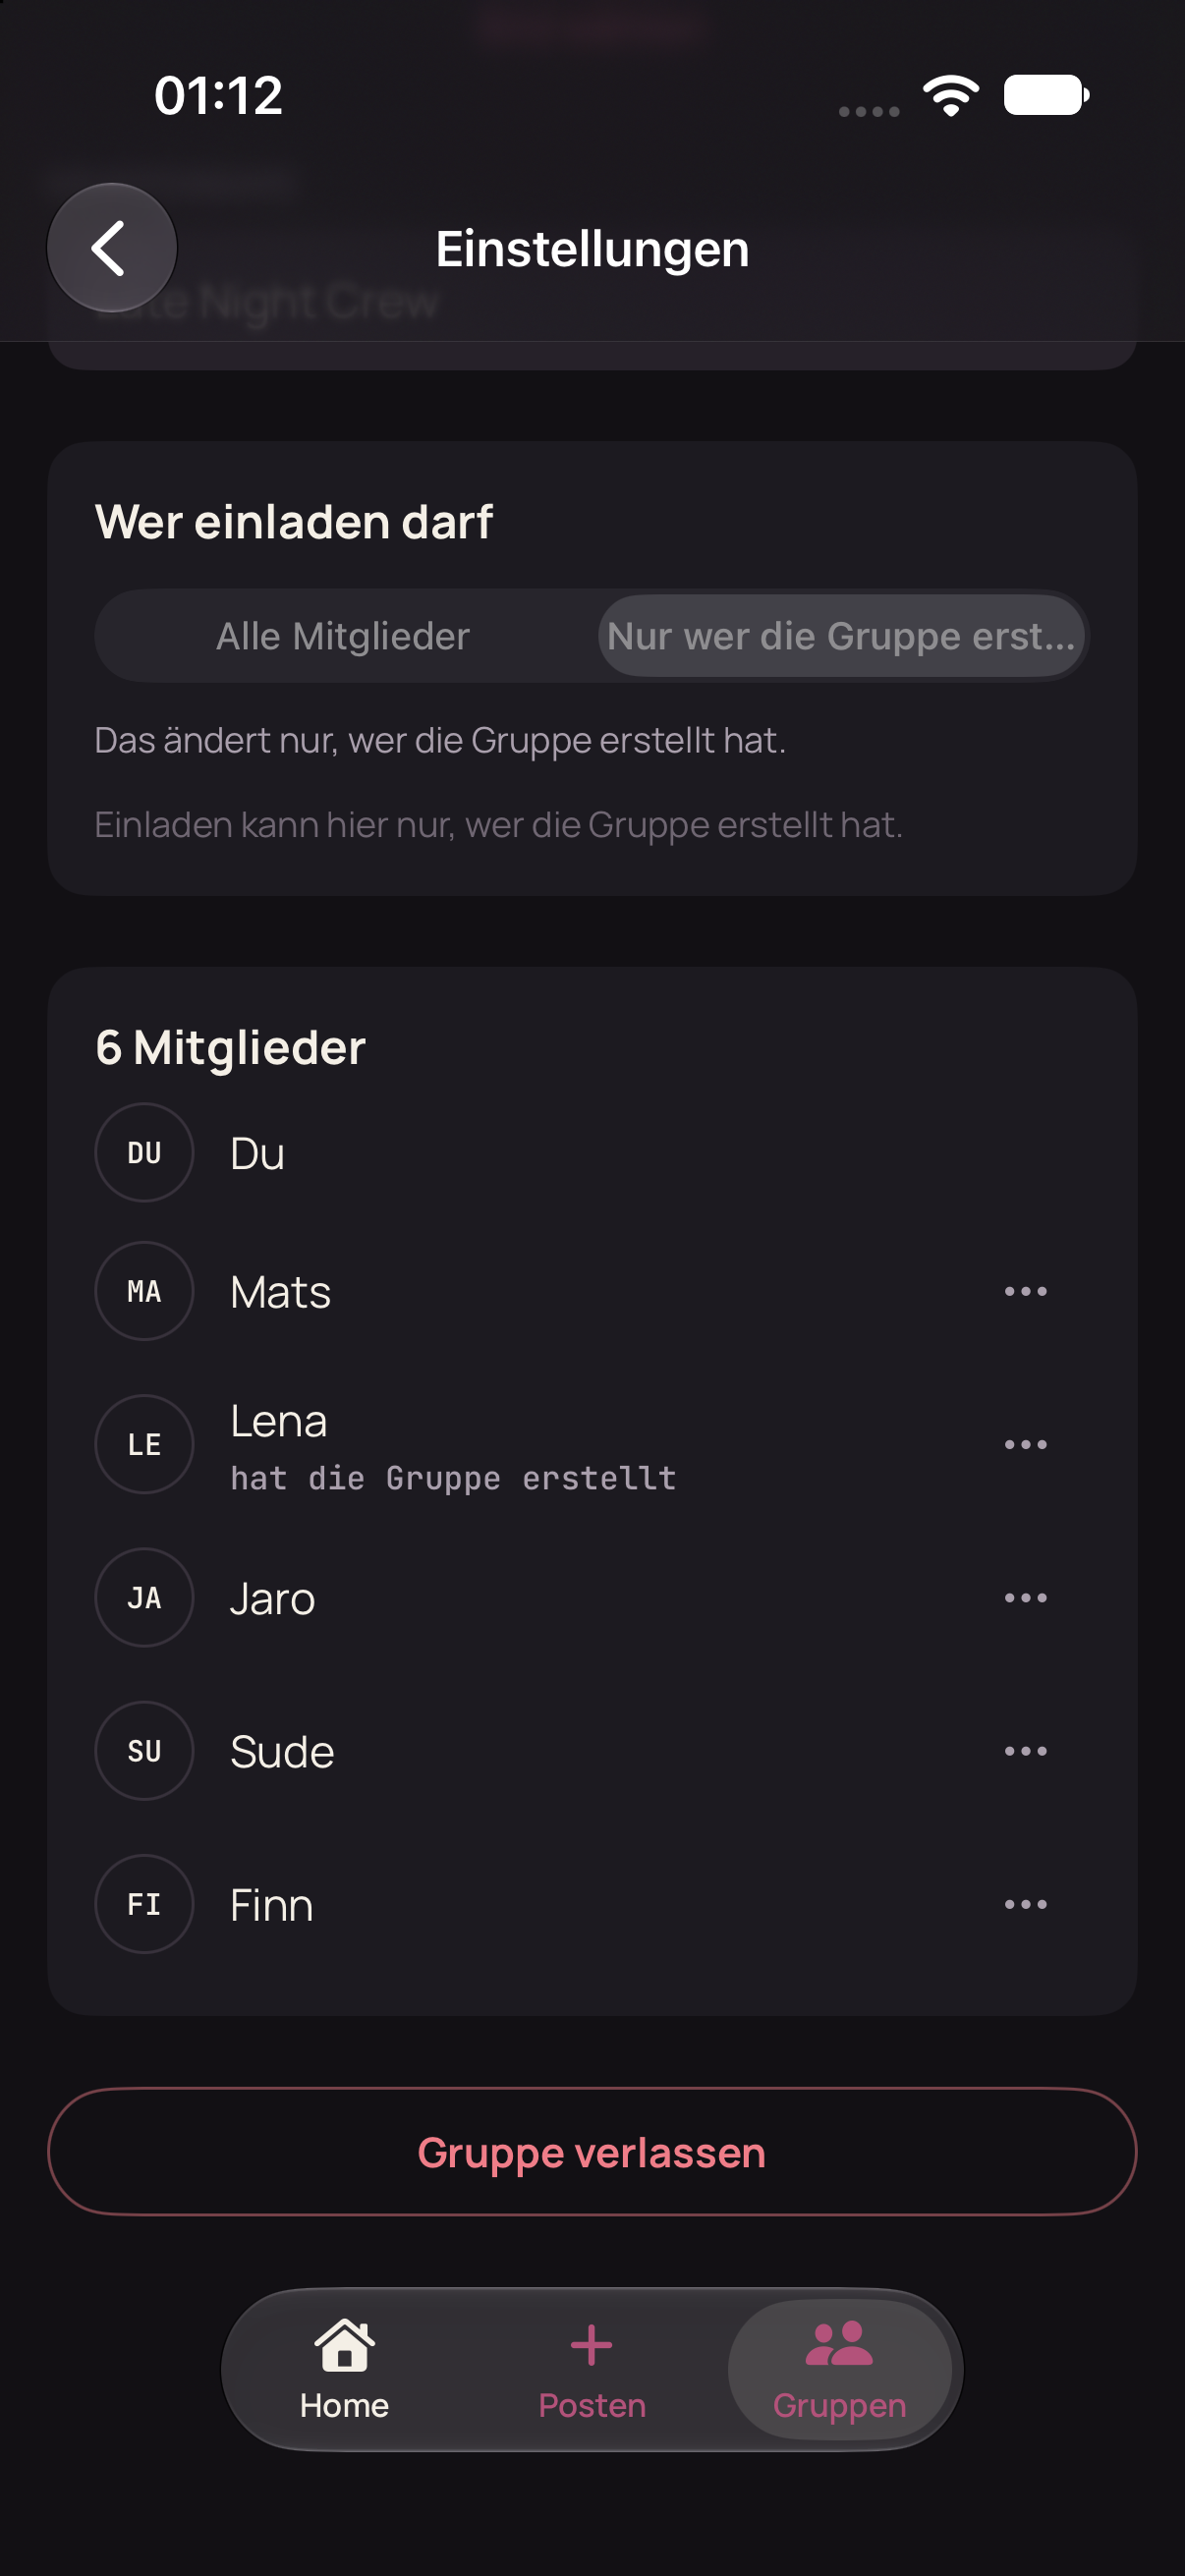 01:12
Einstellungen
Night Crew
Wer einladen darf
Alle Mitglieder
Nur wer die Gruppe erst...
Das ändert nur, wer die Gruppe erstellt hat.
Einladen kann hier nur, wer die Gruppe erstellt hat.
6 Mitglieder
DU
Du
MA
Mats
LE
Lena
hat die Gruppe erstellt
JA
Jaro
SU
Sude
FI
Finn
Gruppe verlassen
Home
Posten
Gruppen